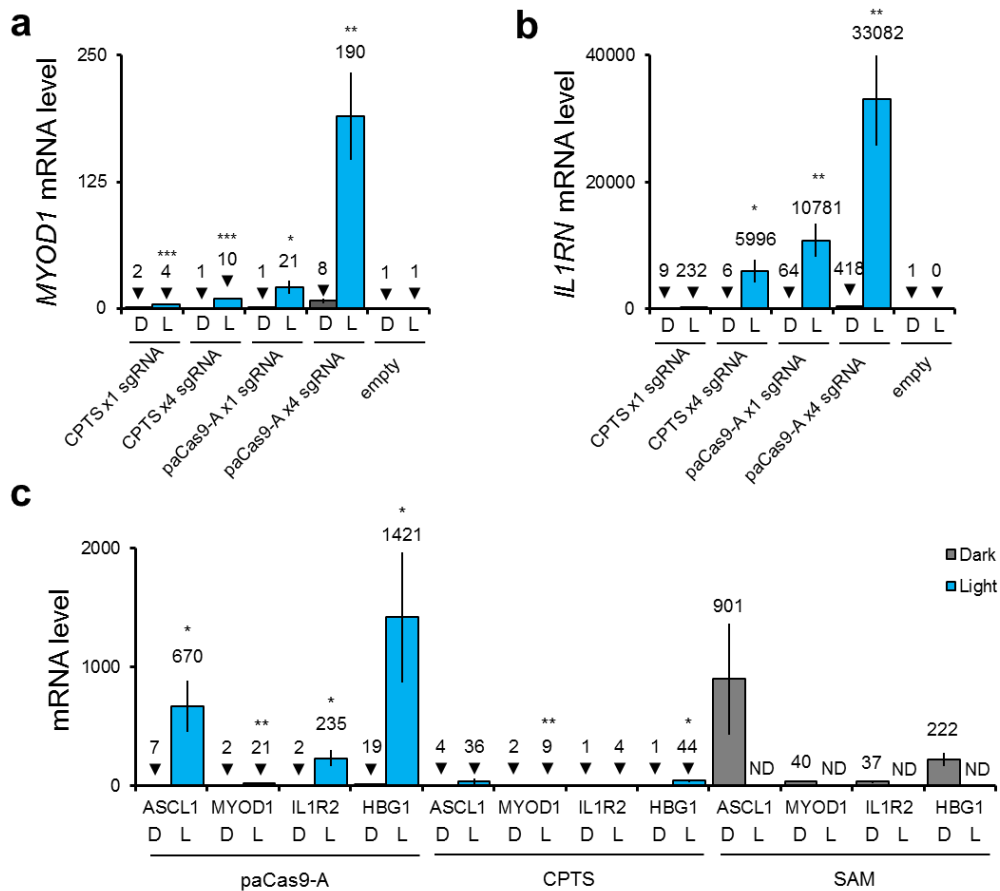 a
MYOD1 mRNA level
250
125
0
2
***
4
1
***
10
1
*
21
8
**
190
1
1
D L D L D L D L D L
CPTS x1 sgRNA
CPTS x4 sgRNA
paCas9-A x1 sgRNA
paCas9-A x4 sgRNA
empty
b
IL1RN mRNA level
40000
20000
0
9
232
6
*
5996
64
**
10781
418
**
33082
1
0
D L D L D L D L D L
CPTS x1 sgRNA
CPTS x4 sgRNA
paCas9-A x1 sgRNA
paCas9-A x4 sgRNA
empty
c
mRNA level
2000
1000
0
Dark
Light
7
*
670
2
**
21
2
*
235
19
*
1421
4
36
2
**
9
1
4
1
*
44
901
ND
40
ND
37
ND
222
ND
ASCL1 MYOD1 IL1R2 HBG1 ASCL1 MYOD1 IL1R2 HBG1 ASCL1 MYOD1 IL1R2 HBG1
D L D L D L D L D L D L D L D L D L D L D L D L
paCas9-A CPTS SAM